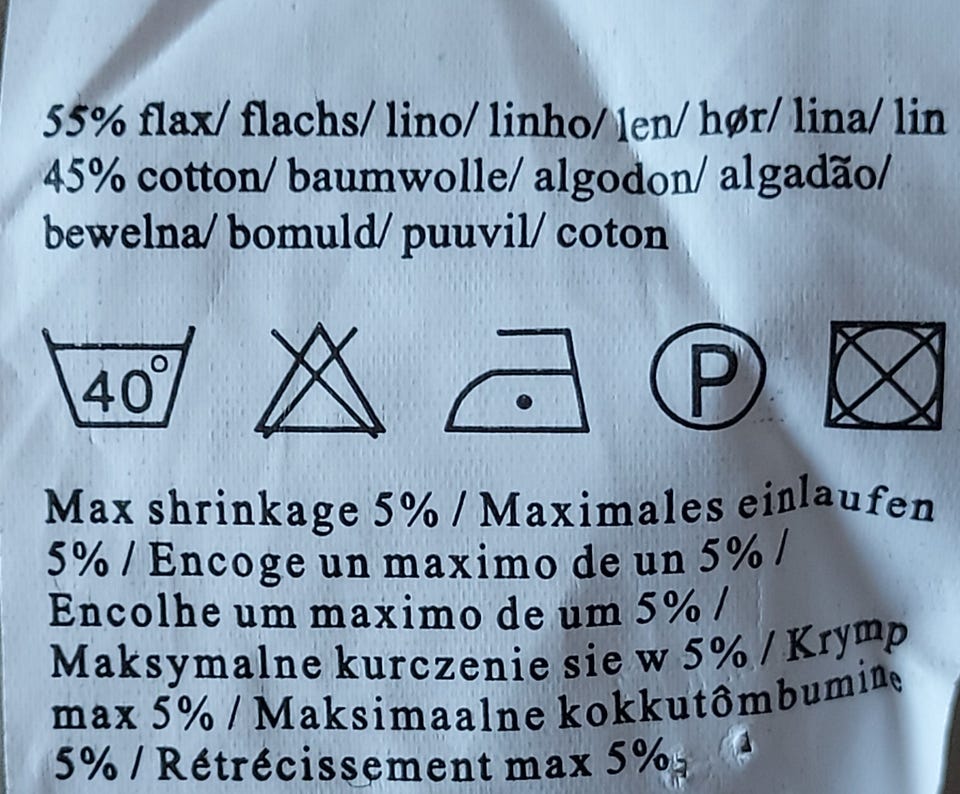 55% flax/ flachs/ lino/ linho/ len/ hør/ lina/ lin
45% cotton/ baumwolle/ algodon/ algadão/
bewelna/ bomuld/ puuvil/ coton
40° P
Max shrinkage 5% / Maximales einlaufen
5% / Encoge un maximo de un 5% /
Encolhe um maximo de um 5% /
Maksymalne kurczenie sie w 5% / Krymp
max 5% / Maksimaalne kokkutômbumine
5% / Rétrécissement max 5%